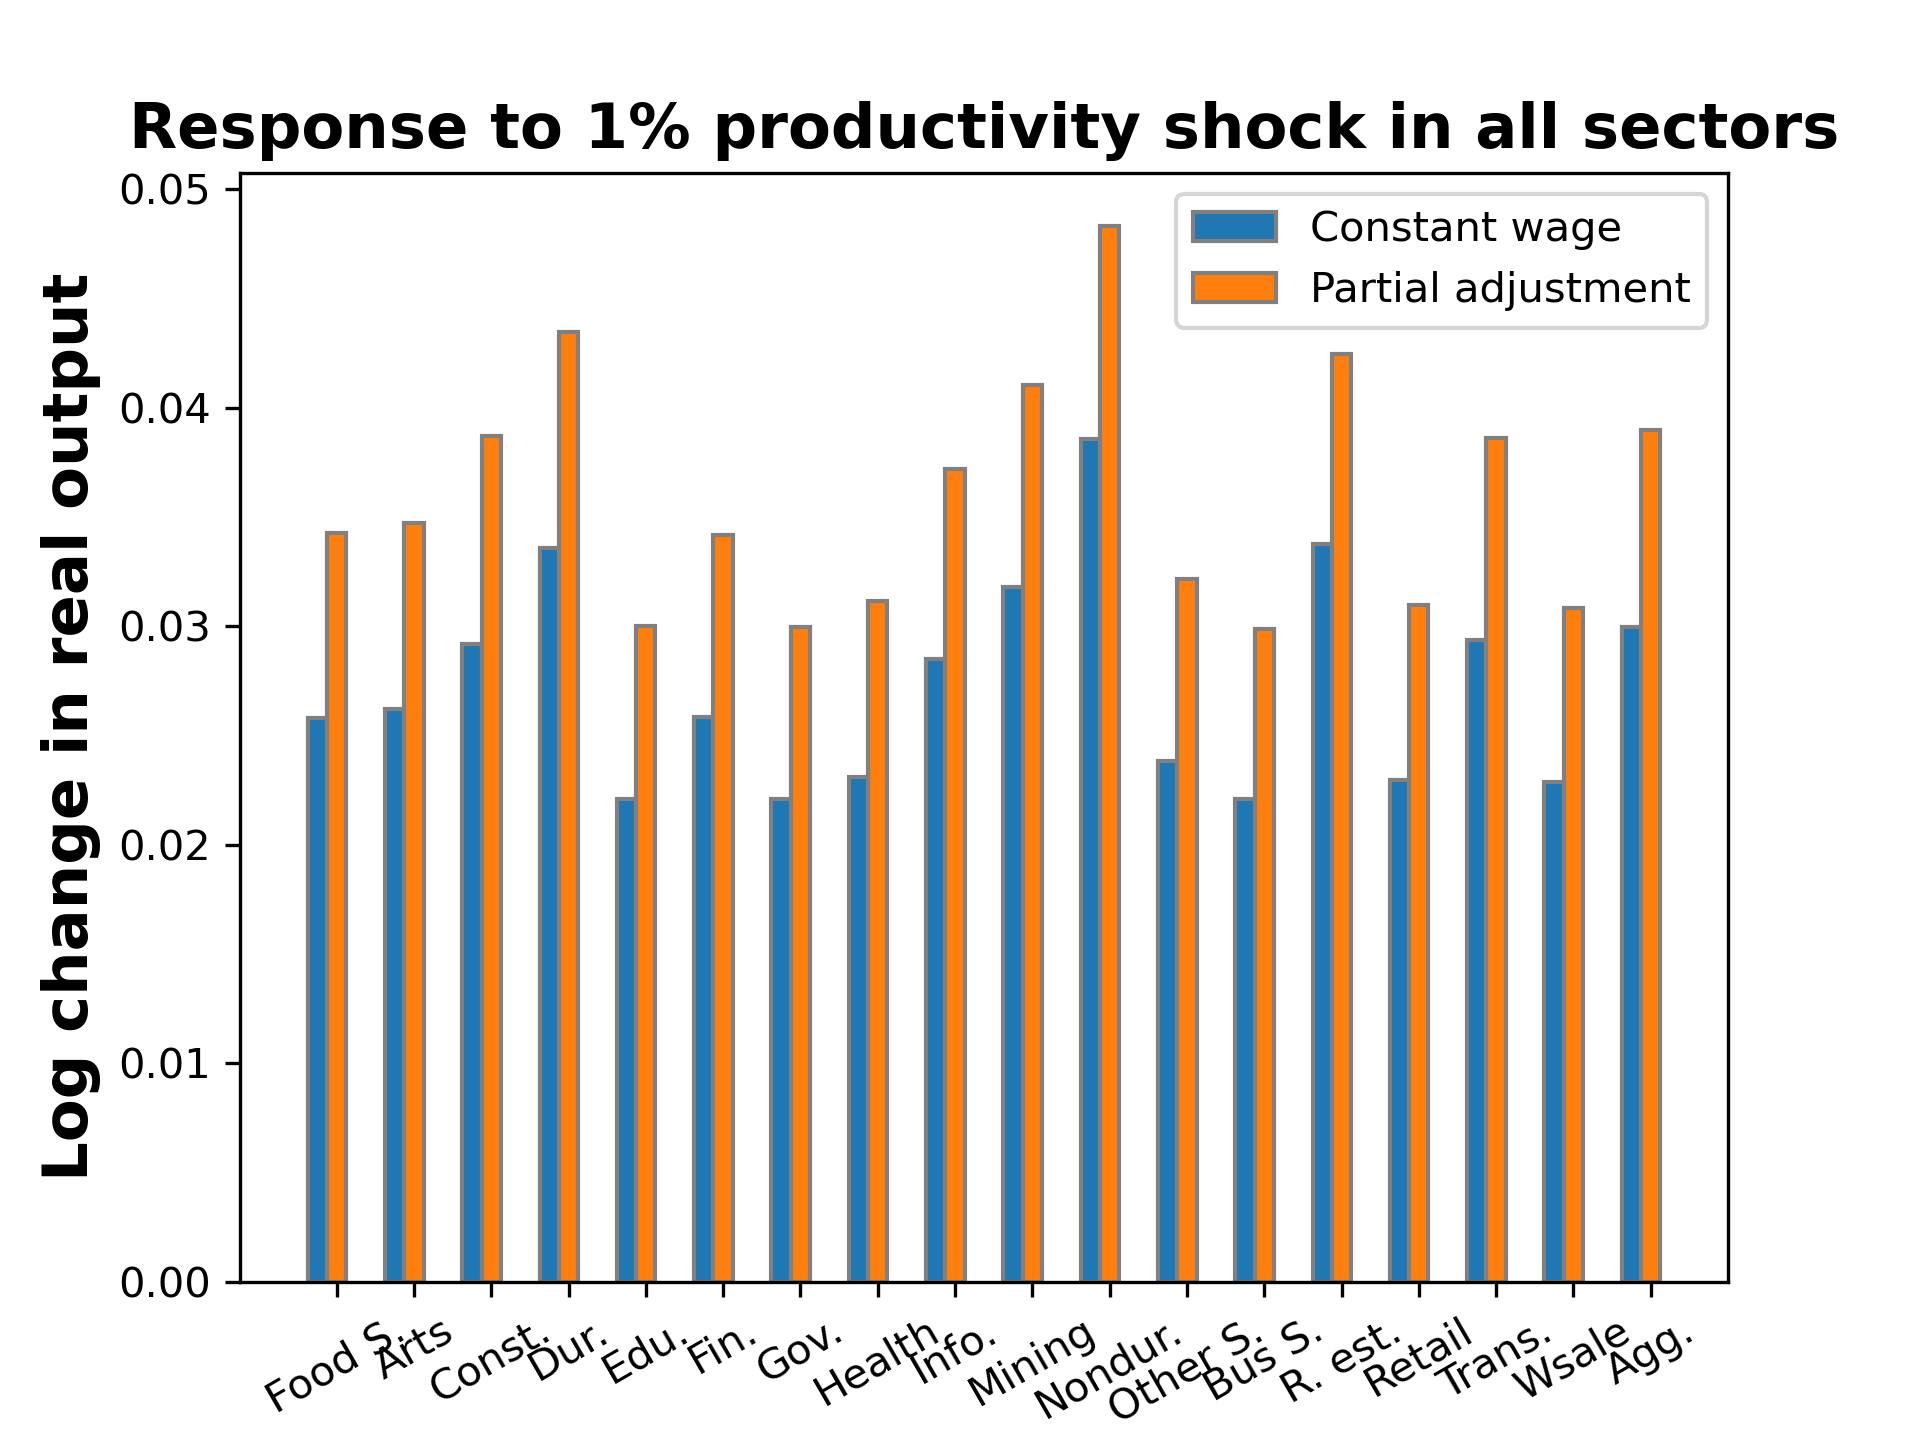 Response to 1% productivity shock in all sectors
Log change in real output
0.05
0.04
0.03
0.02
0.01
0.00
Constant wage
Partial adjustment
Food S.
Arts
Const.
Dur.
Edu.
Fin.
Gov.
Health
Info.
Mining
Nondur.
Other S.
Bus S.
R. est.
Retail
Trans.
Wsale
Agg.